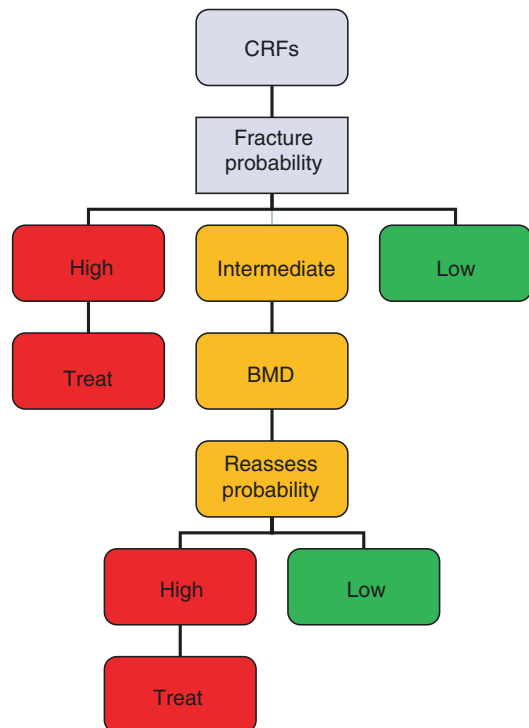 CRFs
Fracture
probability
High
Intermediate
Low
Treat
BMD
Reassess
probability
High
Low
Treat